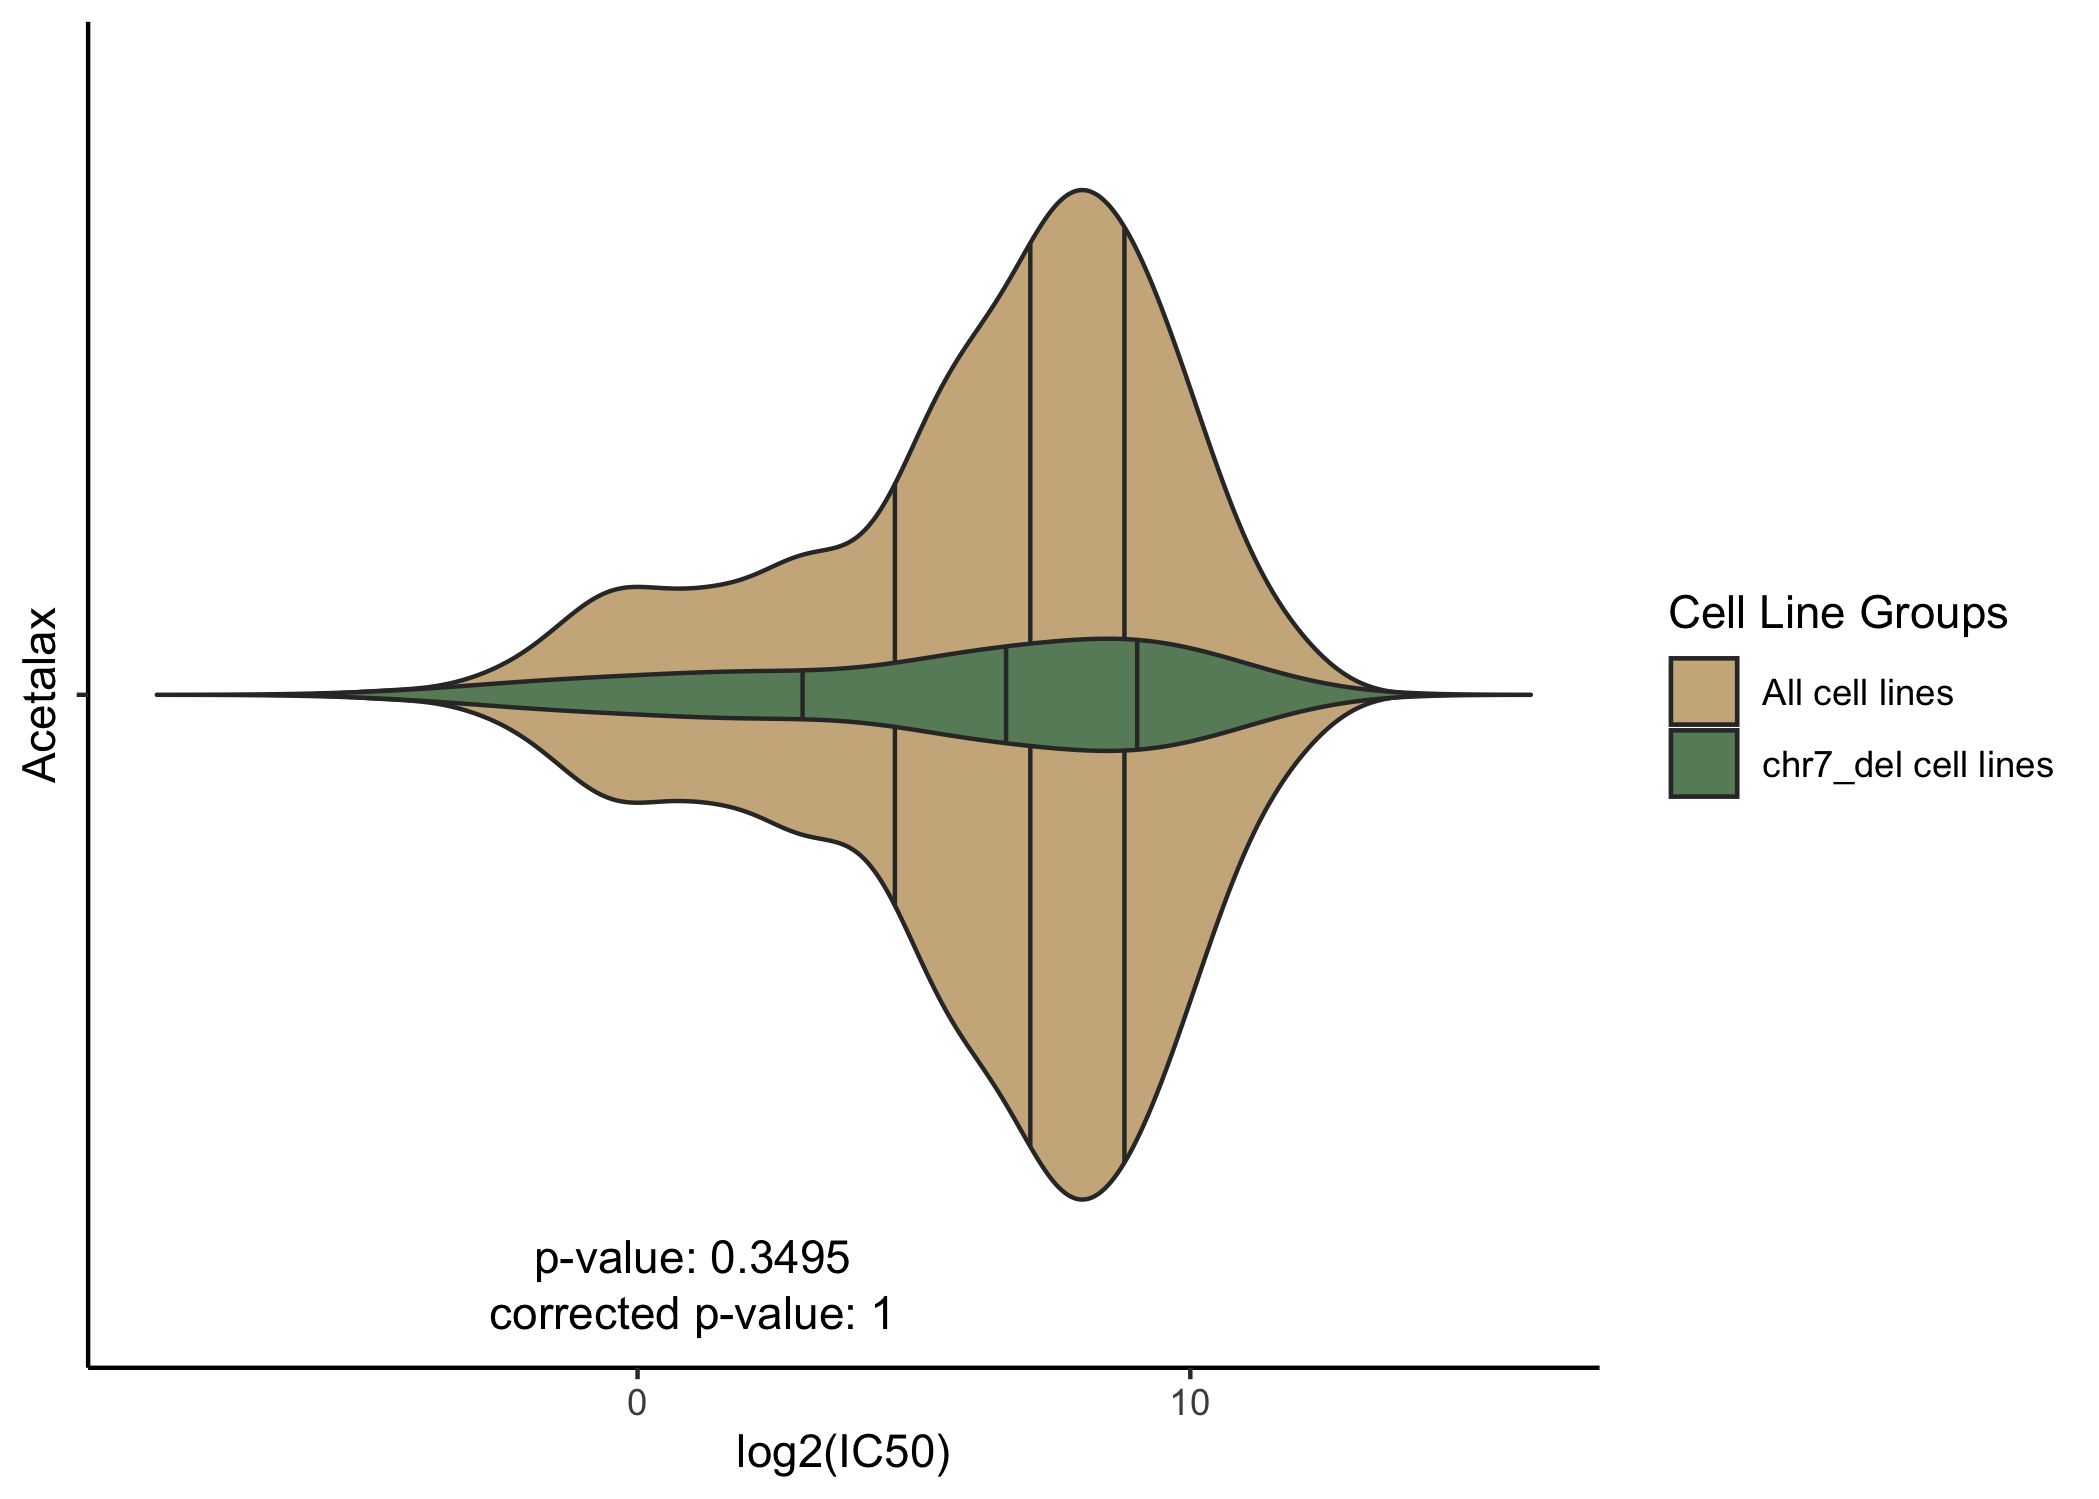 Acetalax
p-value: 0.3495
corrected p-value: 1
0
10
log2(IC50)
Cell Line Groups
All cell lines
chr7_del cell lines